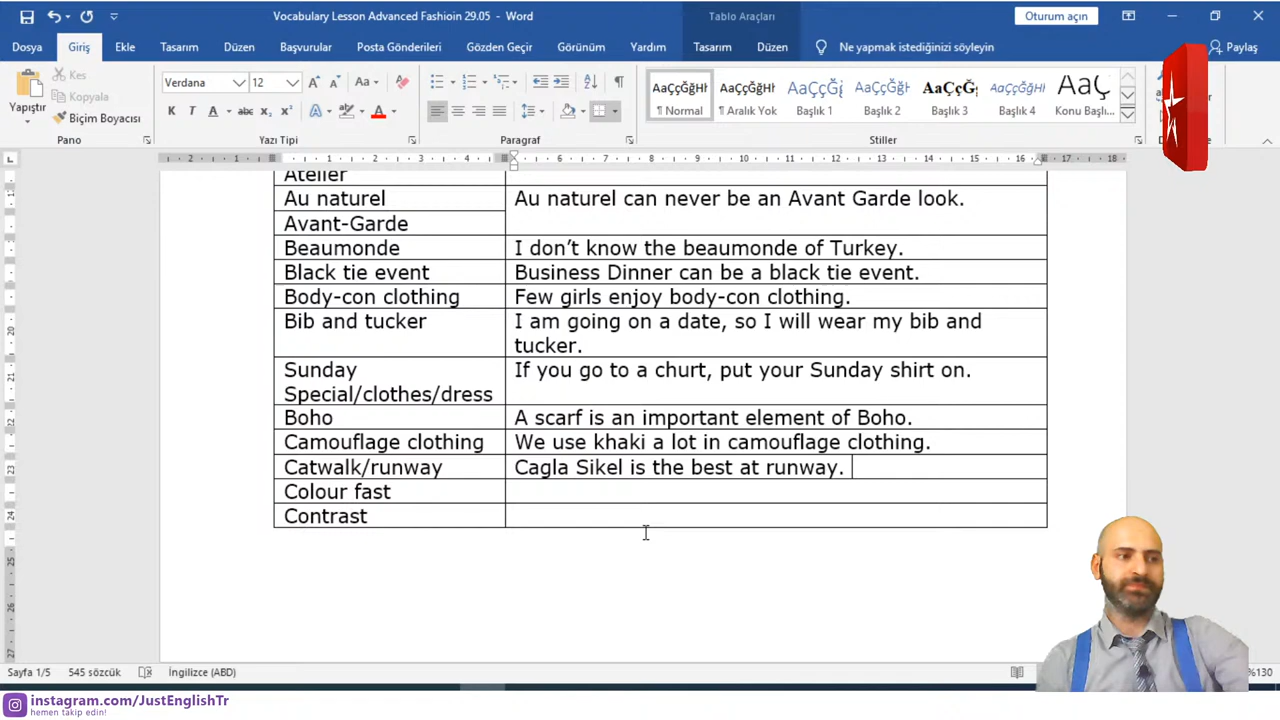 Vocabulary Lesson Advanced Fashioin 29.05 - Word
Tablo Araçları
Oturum açın
Dosya Giriş Ekle Tasarım Düzen Başvurular Posta Gönderileri Gözden Geçir Görünüm Yardım Tasarım Düzen Ne yapmak istediğinizi söyleyin Paylaş
Yapıştır
Kes
Kopyala
Biçim Boyacısı
Verdana 12
AaÇçĞğHł AaÇçĞğHł AaÇçĞğl AaÇçĞğH AaÇçĞğ AaÇçĞğHł AaÇ
¶ Normal ¶ Aralık Yok Başlık 1 Başlık 2 Başlık 3 Başlık 4 Konu Başlı...
Pano Yazı Tipi Paragraf Stiller
Atelier
Au naturel Au naturel can never be an Avant Garde look.
Avant-Garde
Beaumonde I don’t know the beaumonde of Turkey.
Black tie event Business Dinner can be a black tie event.
Body-con clothing Few girls enjoy body-con clothing.
Bib and tucker I am going on a date, so I will wear my bib and
tucker.
Sunday If you go to a churt, put your Sunday shirt on.
Special/clothes/dress
Boho A scarf is an important element of Boho.
Camouflage clothing We use khaki a lot in camouflage clothing.
Catwalk/runway Cagla Sikel is the best at runway.
Colour fast
Contrast
Sayfa 1/5 545 sözcük İngilizce (ABD) %130
instagram.com/JustEnglishTr
hemen takip edin!